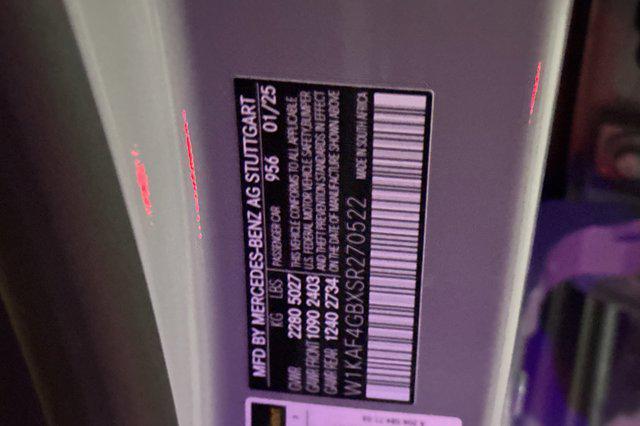 MFD BY MERCEDES-BENZ AG STUTTGART
KG LBS PASSENGER CAR 956 01/25
GVWR 2280 5027 THIS VEHICLE CONFORMS TO ALL APPLICABLE
GAWR FRONT 1090 2403 U.S. FEDERAL MOTOR VEHICLE SAFETY, BUMPER
GAWR REAR 1240 2734 AND THEFT PREVENTION STANDARDS IN EFFECT
ON THE DATE OF MANUFACTURE SHOWN ABOVE
W1KAF4GBXSR270522 MADE IN SOUTH AFRICA